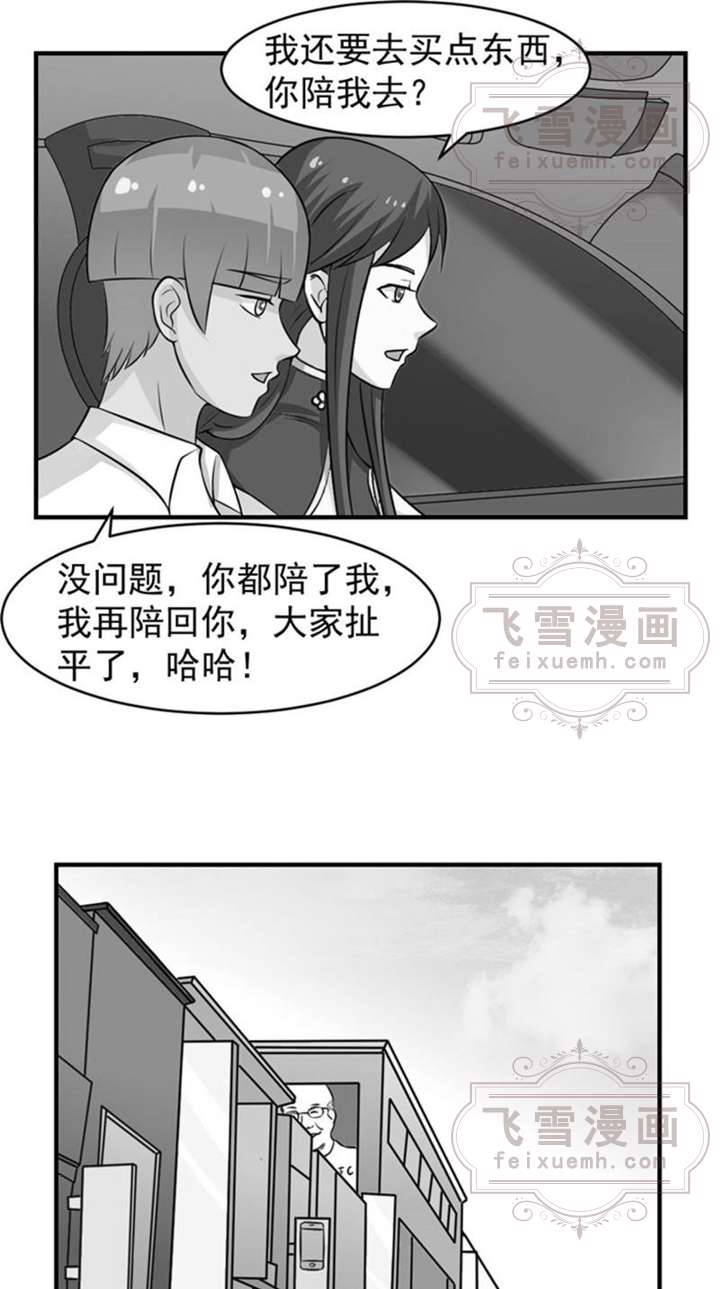 我还要去买点东西，
你陪我去？
飞雪漫画
feixuemh.com
没问题，你都陪了我，
我再陪回你，大家扯
平了，哈哈！
飞雪漫画
feixuemh.com
飞雪漫画
feixuemh.com
FC